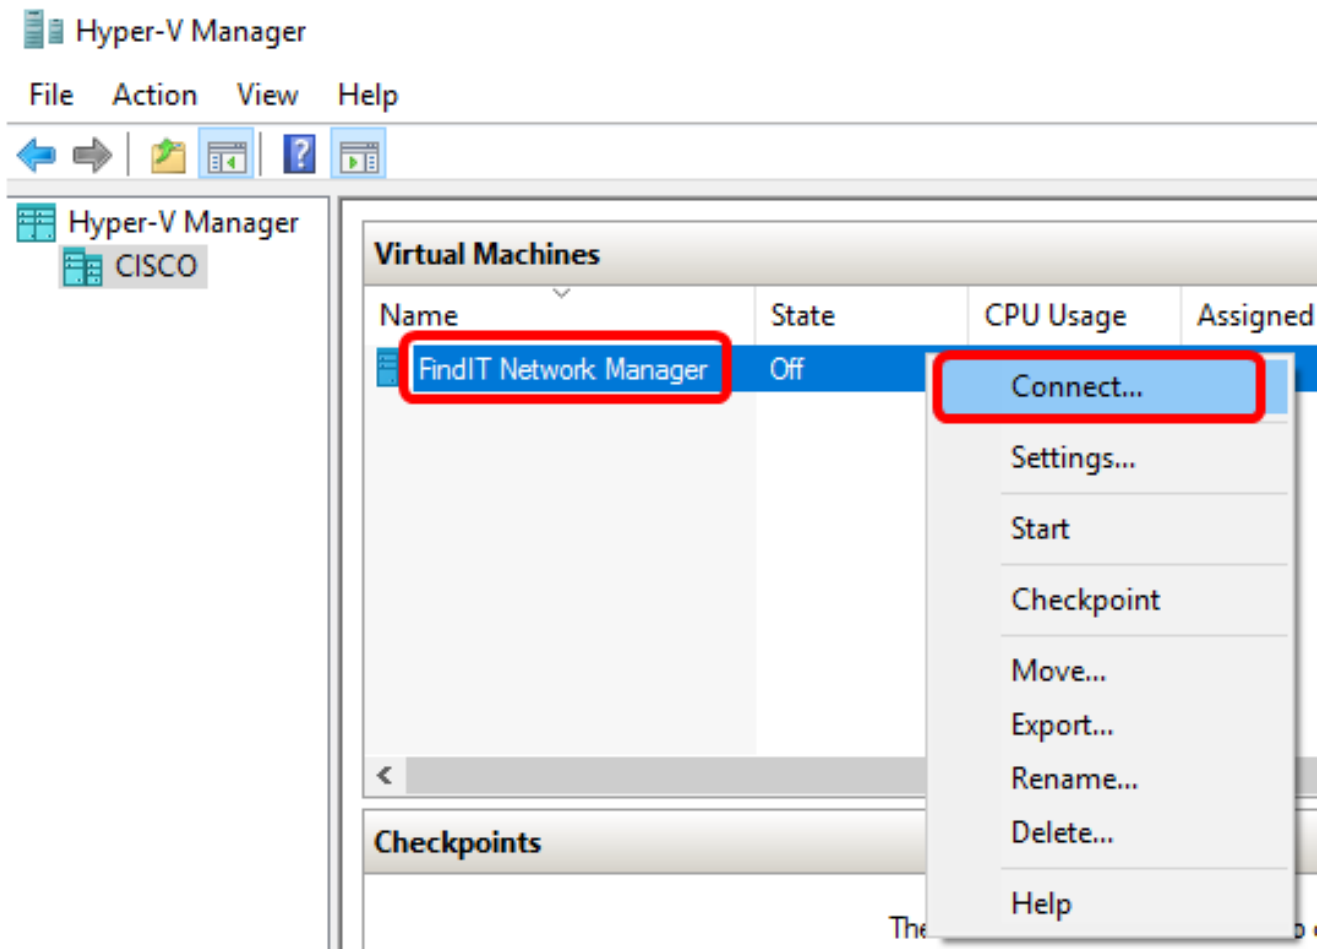 Hyper-V Manager
File Action View Help
Hyper-V Manager
CISCO
Virtual Machines
Name State CPU Usage Assigned
FindIT Network Manager Off
Connect...
Settings...
Start
Checkpoint
Move...
Export...
Rename...
Delete...
Help
Checkpoints